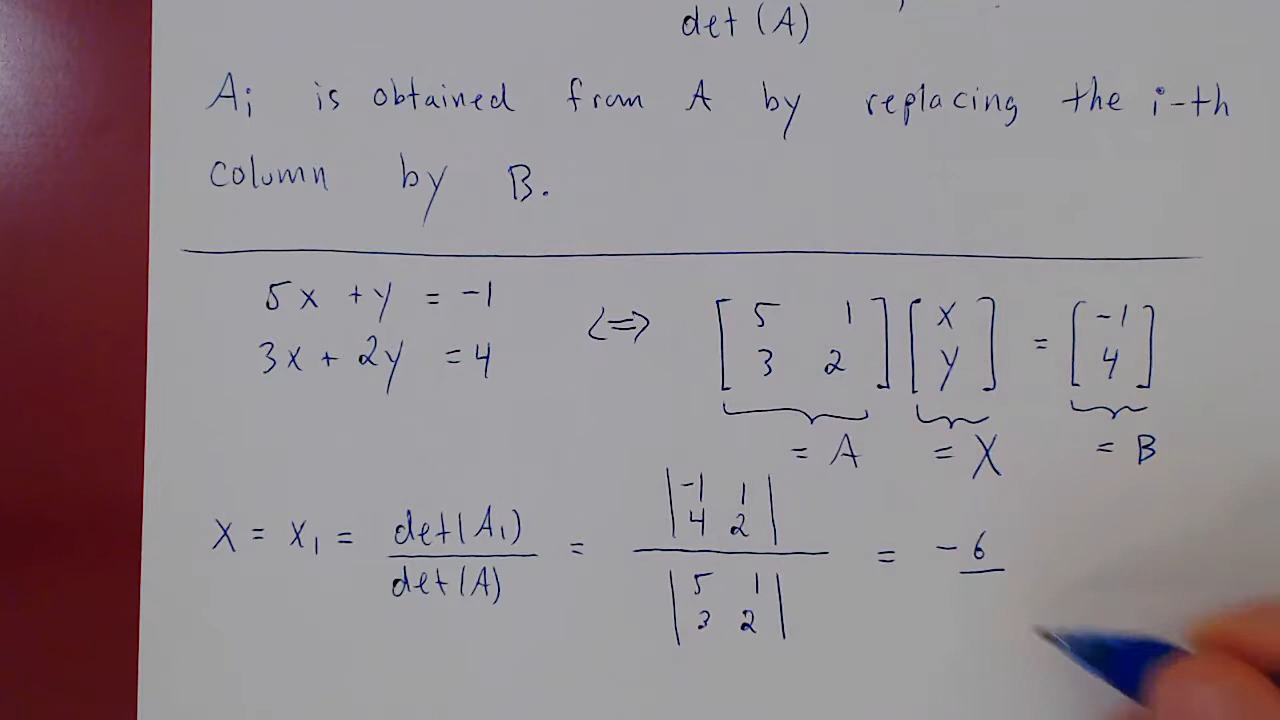 det (A)
Ai is obtained from A by replacing the i-th
column by B.
5x + y = -1
3x + 2y = 4
<=> [5 1; 3 2] [x; y] = [-1; 4]
= A = X = B
x = x₁ = det(A₁) / det(A) = |-1 1; 4 2| / |5 1; 3 2| = -6